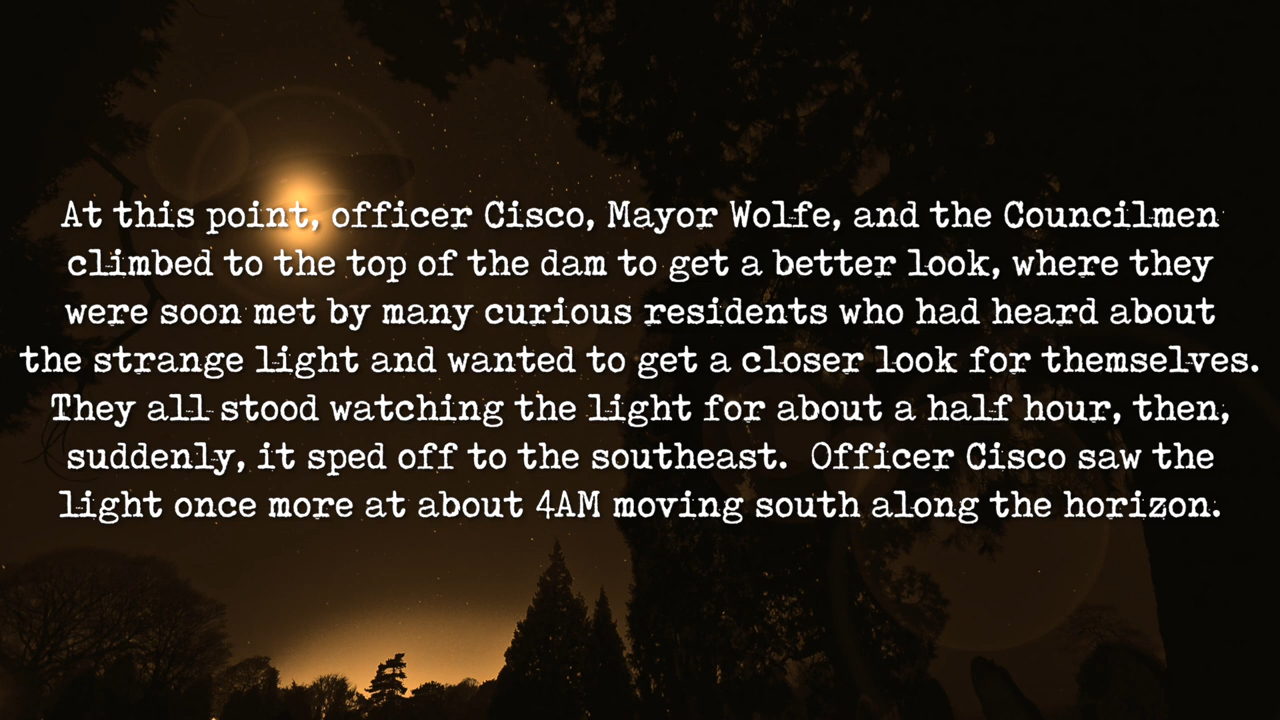 At this point, officer Cisco, Mayor Wolfe, and the Councilmen
climbed to the top of the dam to get a better look, where they
were soon met by many curious residents who had heard about
the strange light and wanted to get a closer look for themselves.
They all stood watching the light for about a half hour, then,
suddenly, it sped off to the southeast.  Officer Cisco saw the
light once more at about 4AM moving south along the horizon.